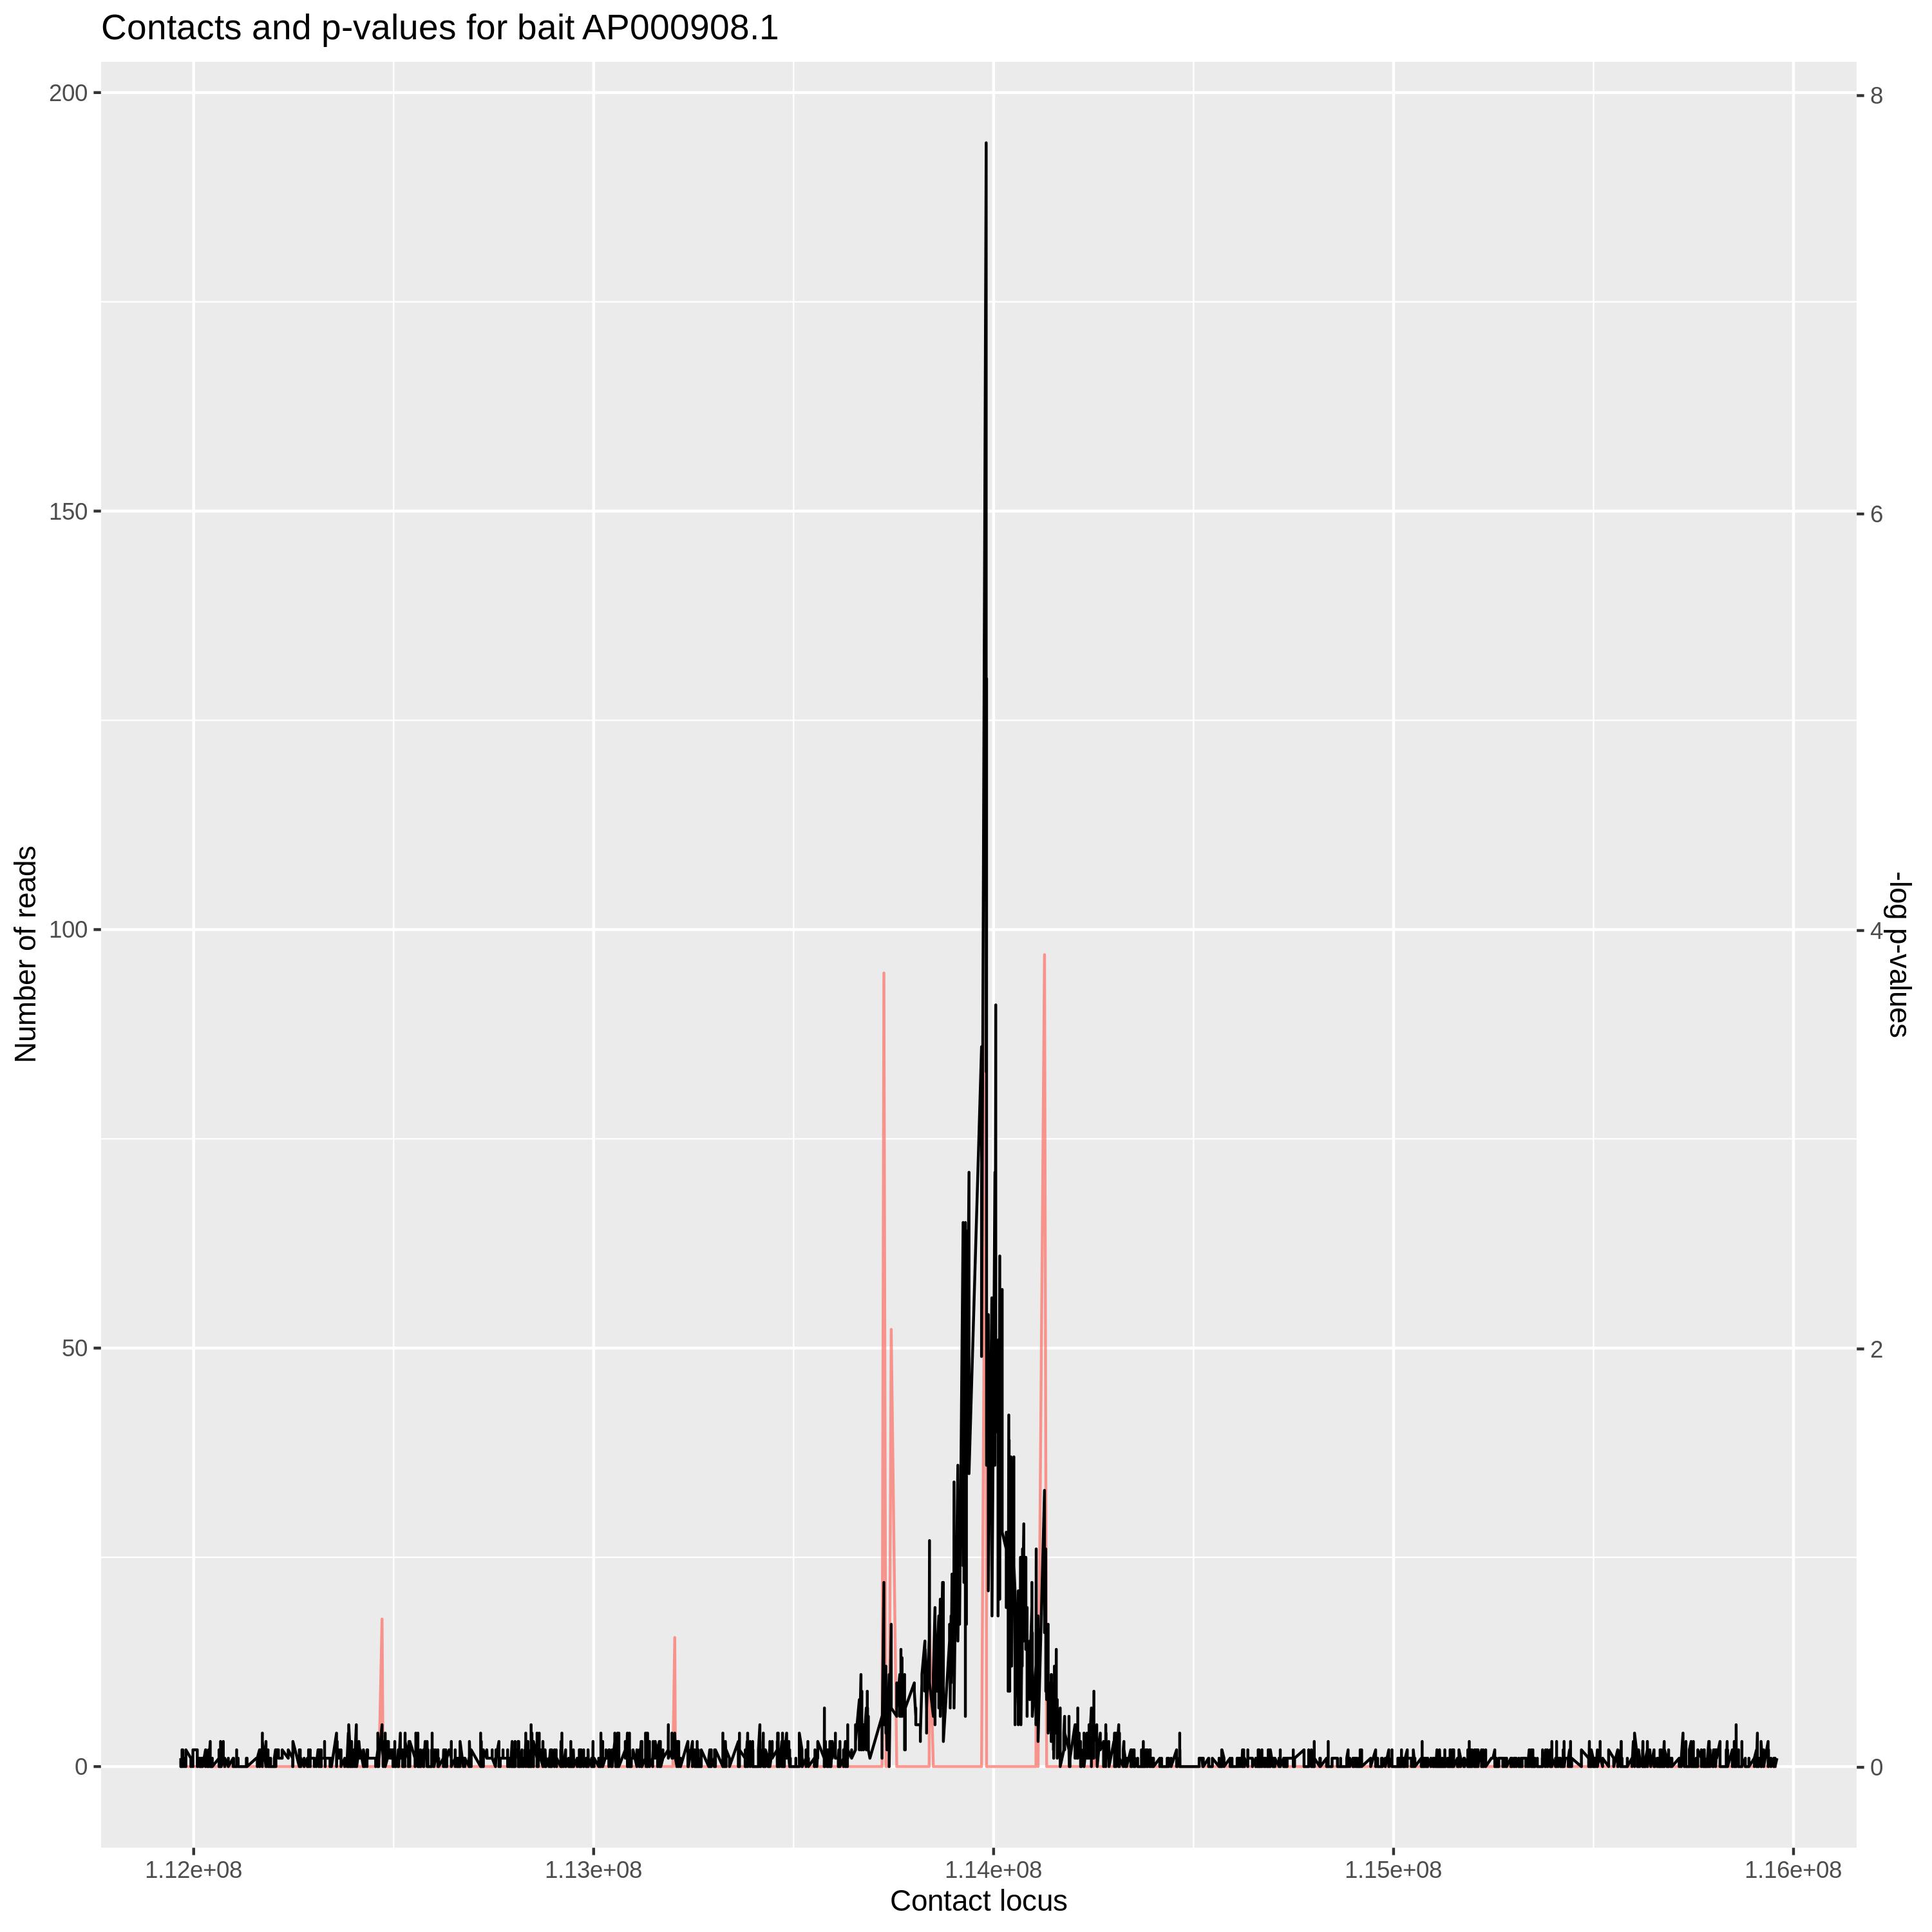 Contacts and p-values for bait AP000908.1
200
150
100
50
0
8
6
4
2
0
Number of reads
-log p-values
1.12e+08
1.13e+08
1.14e+08
1.15e+08
1.16e+08
Contact locus